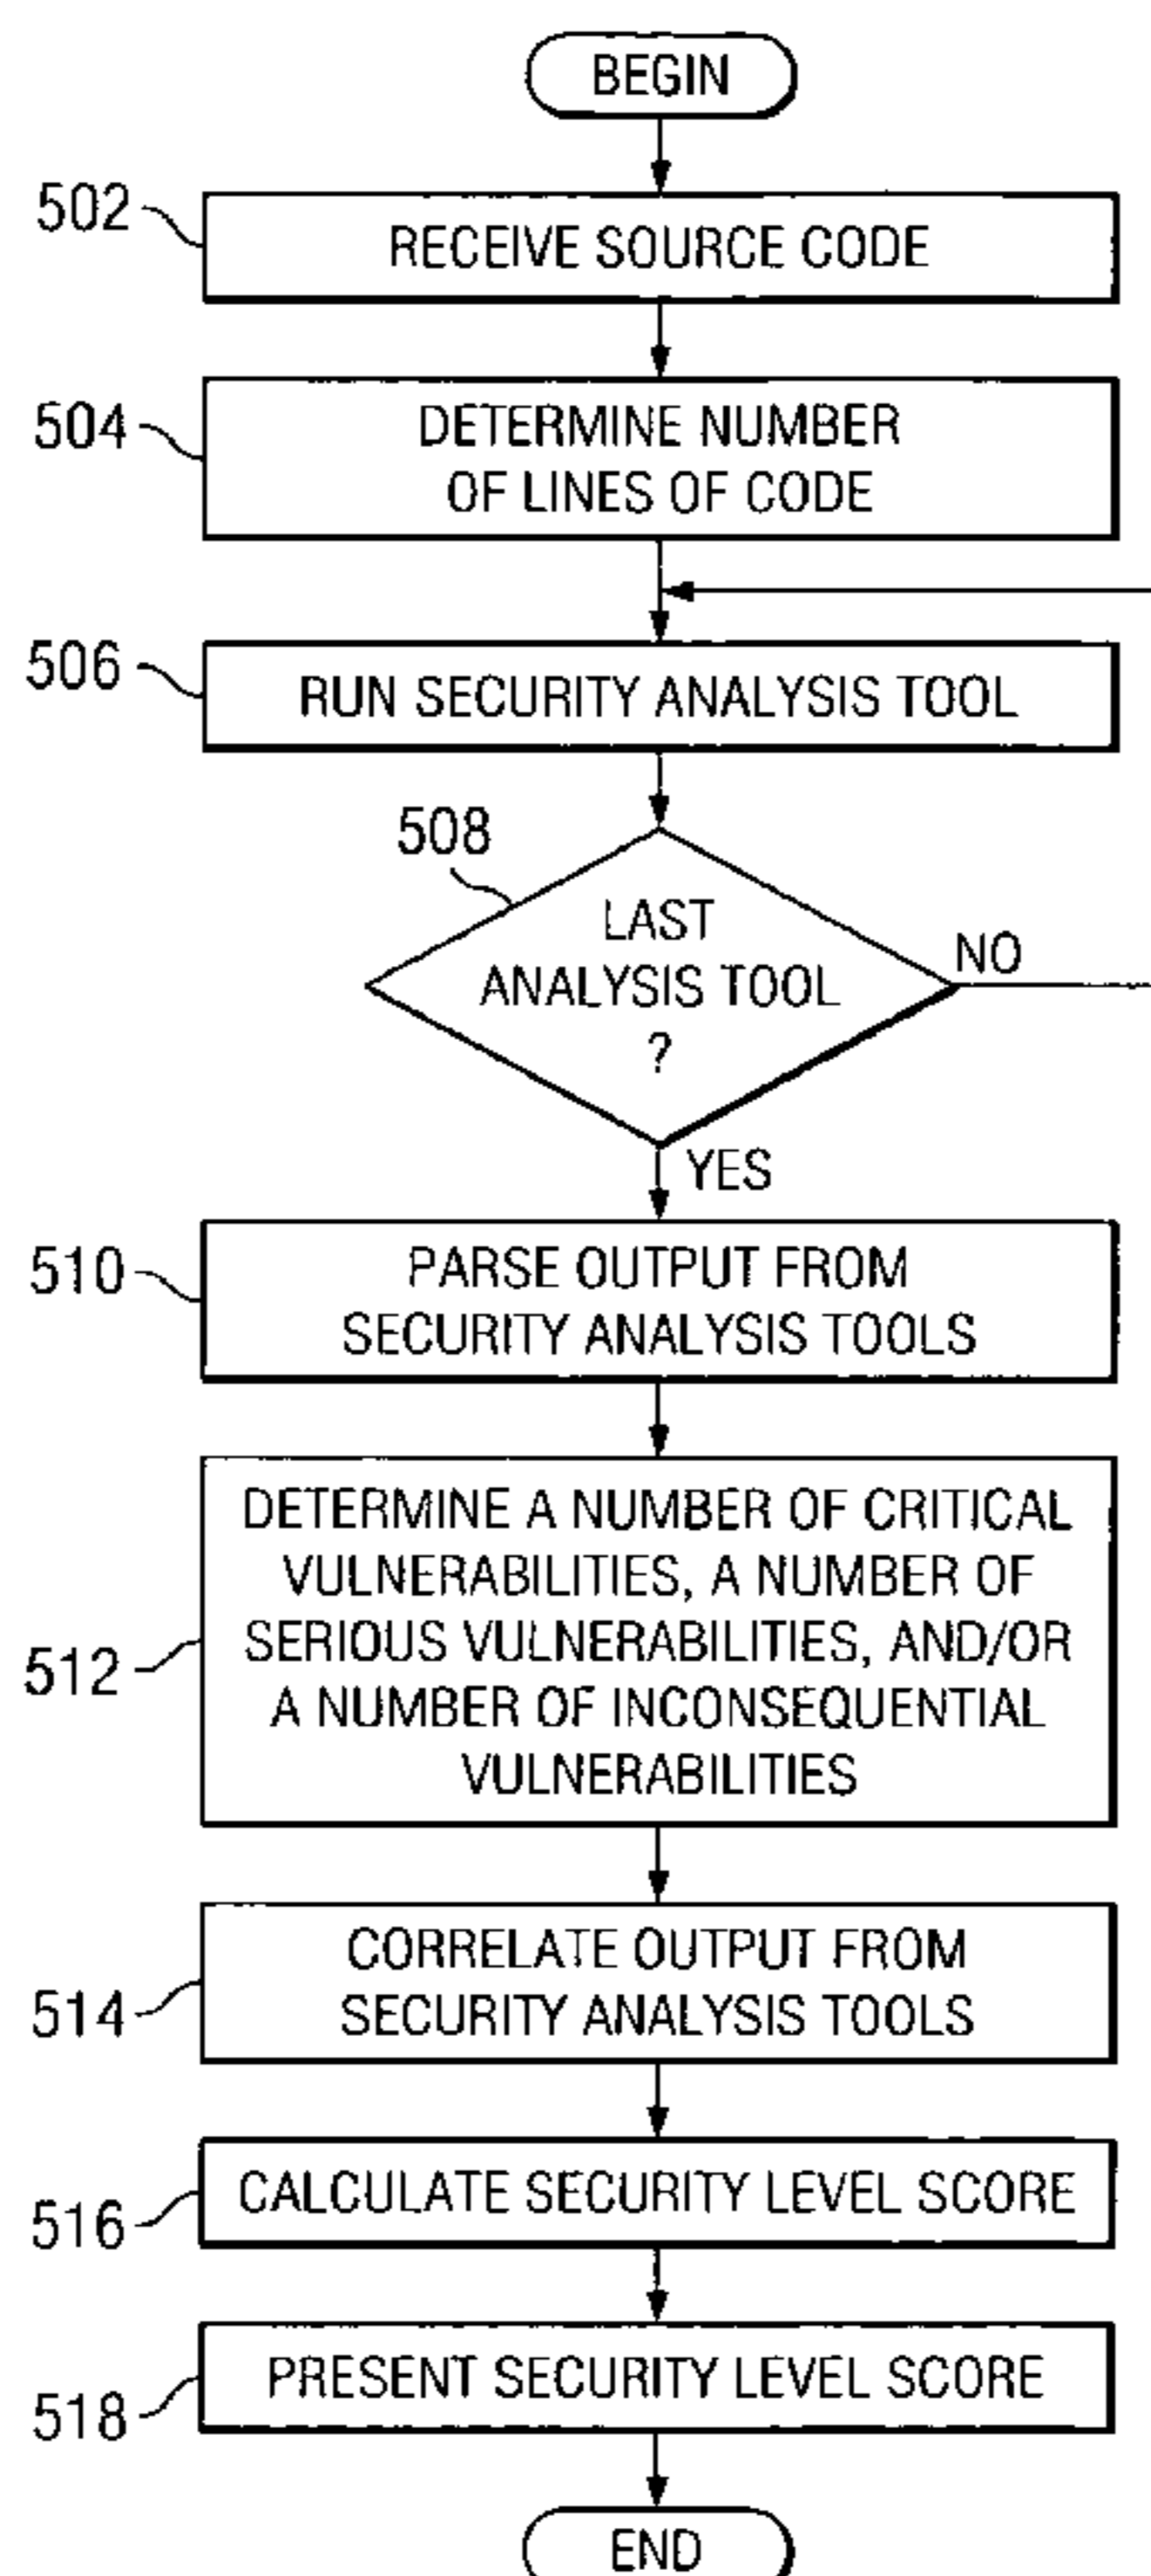 BEGIN
502
RECEIVE SOURCE CODE
504
DETERMINE NUMBER
OF LINES OF CODE
506
RUN SECURITY ANALYSIS TOOL
508
LAST
ANALYSIS TOOL
?
NO
YES
510
PARSE OUTPUT FROM
SECURITY ANALYSIS TOOLS
512
DETERMINE A NUMBER OF CRITICAL
VULNERABILITIES, A NUMBER OF
SERIOUS VULNERABILITIES, AND/OR
A NUMBER OF INCONSEQUENTIAL
VULNERABILITIES
514
CORRELATE OUTPUT FROM
SECURITY ANALYSIS TOOLS
516
CALCULATE SECURITY LEVEL SCORE
518
PRESENT SECURITY LEVEL SCORE
END